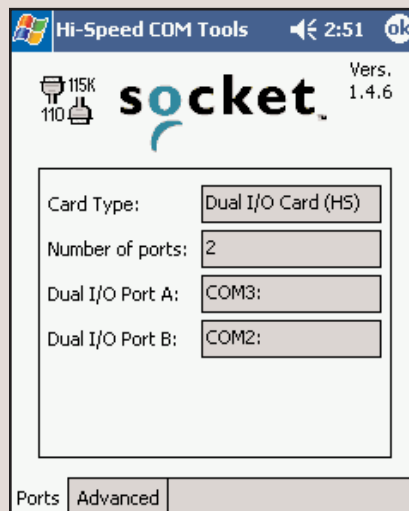 Hi-Speed COM Tools 2:51 ok
115K
110
socket™
Vers.
1.4.6
Card Type: Dual I/O Card (HS)
Number of ports: 2
Dual I/O Port A: COM3:
Dual I/O Port B: COM2:
Ports Advanced